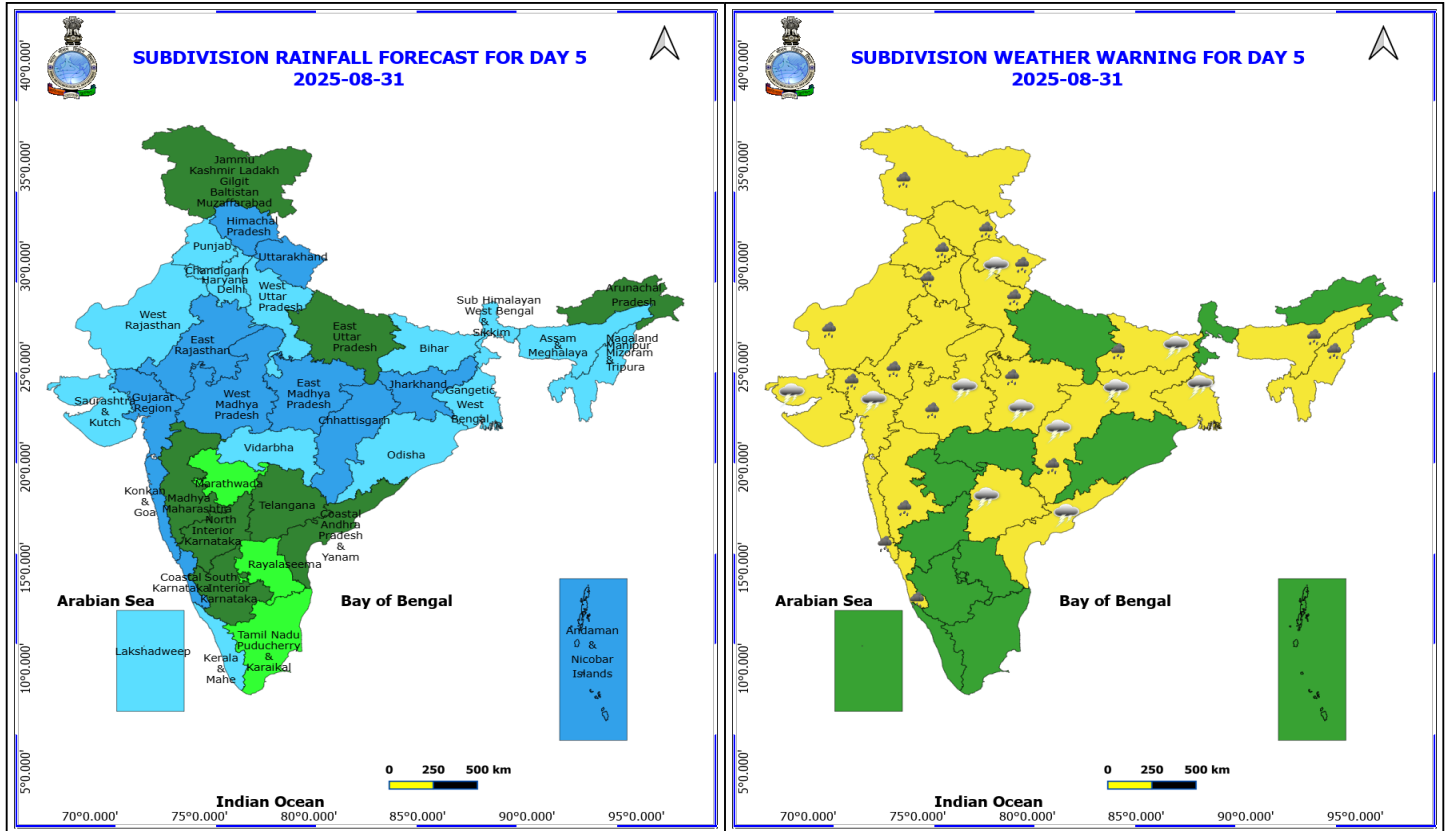 SUBDIVISION RAINFALL FORECAST FOR DAY 5
2025-08-31
40°0.000'
35°0.000'
30°0.000'
25°0.000'
20°0.000'
15°0.000'
10°0.000'
5°0.000'
Jammu
Kashmir Ladakh
Gilgit
Baltistan
Muzaffarabad
Himachal
Pradesh
Punjab
Uttarakhand
Chandigarh
Haryana
Delhi
West
Uttar
Pradesh
Arunachal
Pradesh
West
Rajasthan
East
Rajasthan
East
Uttar
Pradesh
Sub Himalayan
West Bengal
&
Sikkim
Bihar
Assam
&
Meghalaya
Nagaland
Manipur
Mizoram
&
Tripura
Saurashtra
&
Kutch
Gujarat
Region
West
Madhya
Pradesh
East
Madhya
Pradesh
Jharkhand
Gangetic
West
Bengal
Chhattisgarh
Vidarbha
Odisha
Marathwada
Konkan
&
Goa
Madhya
Maharashtra
North
Interior
Karnataka
Telangana
Coastal
Andhra
Pradesh
&
Yanam
Rayalaseema
Coastal
Karnataka
South
Interior
Karnataka
Arabian Sea
Bay of Bengal
Lakshadweep
Kerala
&
Mahe
Tamil Nadu
Puducherry
&
Karaikal
Andaman
&
Nicobar
Islands
0 250 500 km
Indian Ocean
70°0.000' 75°0.000' 80°0.000' 85°0.000' 90°0.000' 95°0.000'
SUBDIVISION WEATHER WARNING FOR DAY 5
2025-08-31
40°0.000'
35°0.000'
30°0.000'
25°0.000'
20°0.000'
15°0.000'
10°0.000'
5°0.000'
Arabian Sea
Bay of Bengal
0 250 500 km
Indian Ocean
70°0.000' 75°0.000' 80°0.000' 85°0.000' 90°0.000' 95°0.000'